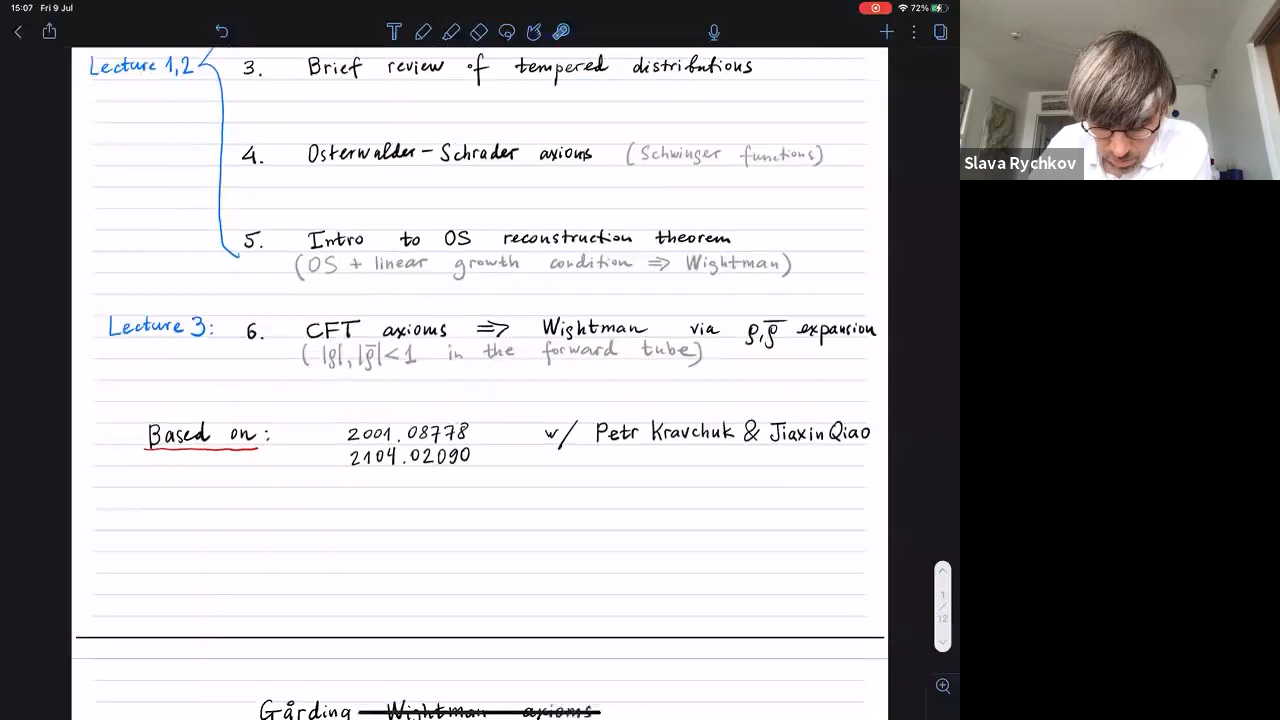 15:07 Fri 9 Jul
72%
Lecture 1,2
3. Brief review of tempered distributions
4. Osterwalder-Schrader axioms (Schwinger functions)
5. Intro to OS reconstruction theorem
(OS + linear growth condition ⇒ Wightman)
Lecture 3: 6. CFT axioms ⇒ Wightman via ρ,ρ̅ expansion
(|ρ|,|ρ̅|<1 in the forward tube)
Based on: 2001.08778 w/ Petr Kravchuk & Jiaxin Qiao
2104.02090
Gårding Wightman axioms
1 / 12
Slava Rychkov